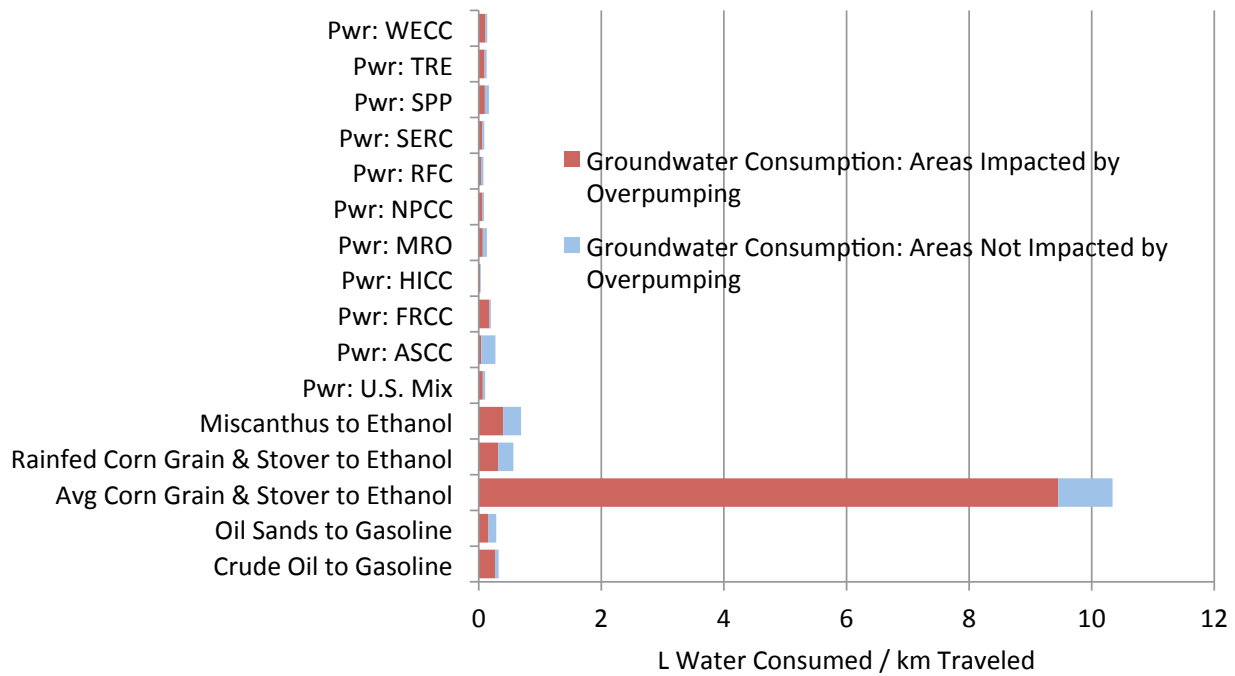 Pwr: WECC
Pwr: TRE
Pwr: SPP
Pwr: SERC
Pwr: RFC
Pwr: NPCC
Pwr: MRO
Pwr: HICC
Pwr: FRCC
Pwr: ASCC
Pwr: U.S. Mix
Miscanthus to Ethanol
Rainfed Corn Grain & Stover to Ethanol
Avg Corn Grain & Stover to Ethanol
Oil Sands to Gasoline
Crude Oil to Gasoline
Groundwater Consumption: Areas Impacted by
Overpumping
Groundwater Consumption: Areas Not Impacted by
Overpumping
0 2 4 6 8 10 12
L Water Consumed / km Traveled